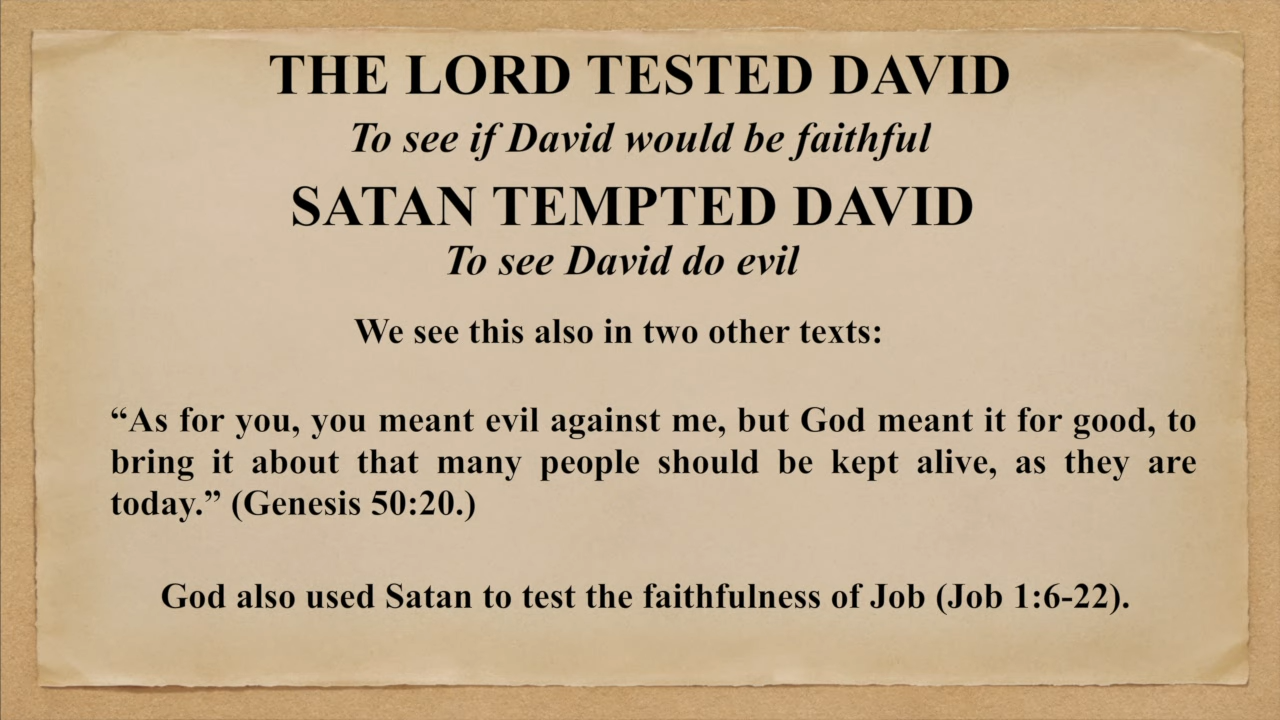 THE LORD TESTED DAVID
To see if David would be faithful
SATAN TEMPTED DAVID
To see David do evil
We see this also in two other texts:
“As for you, you meant evil against me, but God meant it for good, to
bring it about that many people should be kept alive, as they are
today.” (Genesis 50:20.)
God also used Satan to test the faithfulness of Job (Job 1:6-22).